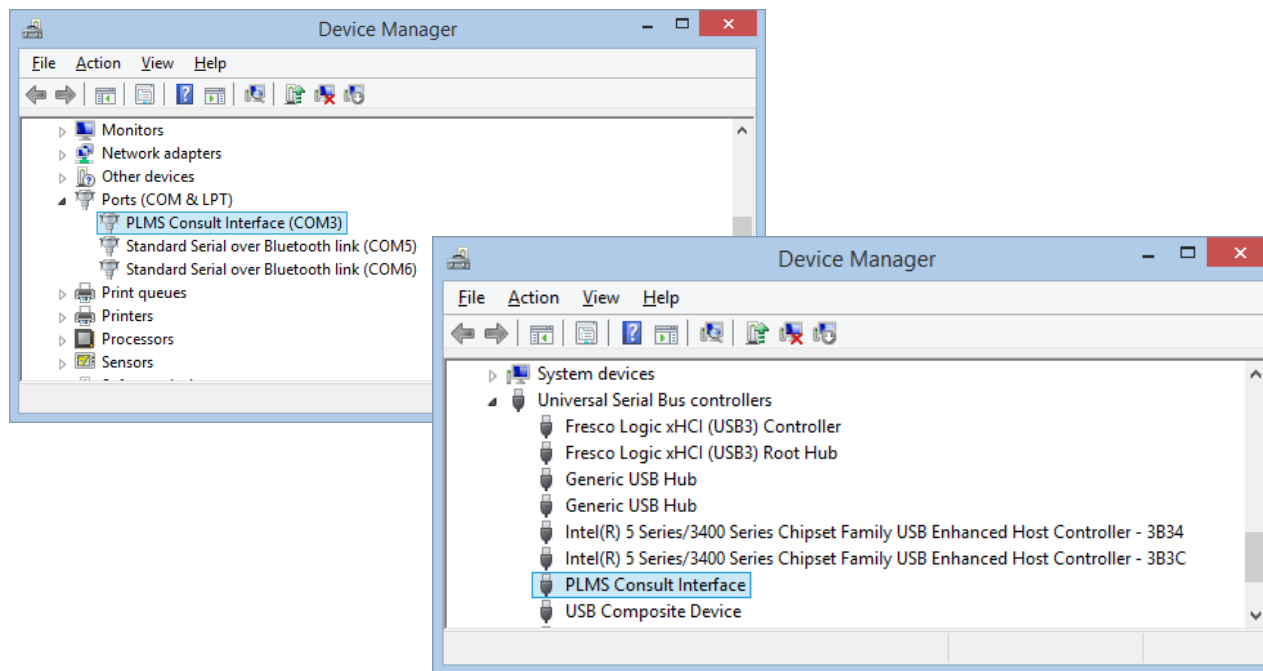 Device Manager
File Action View Help
Monitors
Network adapters
Other devices
Ports (COM & LPT)
PLMS Consult Interface (COM3)
Standard Serial over Bluetooth link (COM5)
Standard Serial over Bluetooth link (COM6)
Print queues
Printers
Processors
Sensors
Device Manager
File Action View Help
System devices
Universal Serial Bus controllers
Fresco Logic xHCI (USB3) Controller
Fresco Logic xHCI (USB3) Root Hub
Generic USB Hub
Generic USB Hub
Intel(R) 5 Series/3400 Series Chipset Family USB Enhanced Host Controller - 3B34
Intel(R) 5 Series/3400 Series Chipset Family USB Enhanced Host Controller - 3B3C
PLMS Consult Interface
USB Composite Device